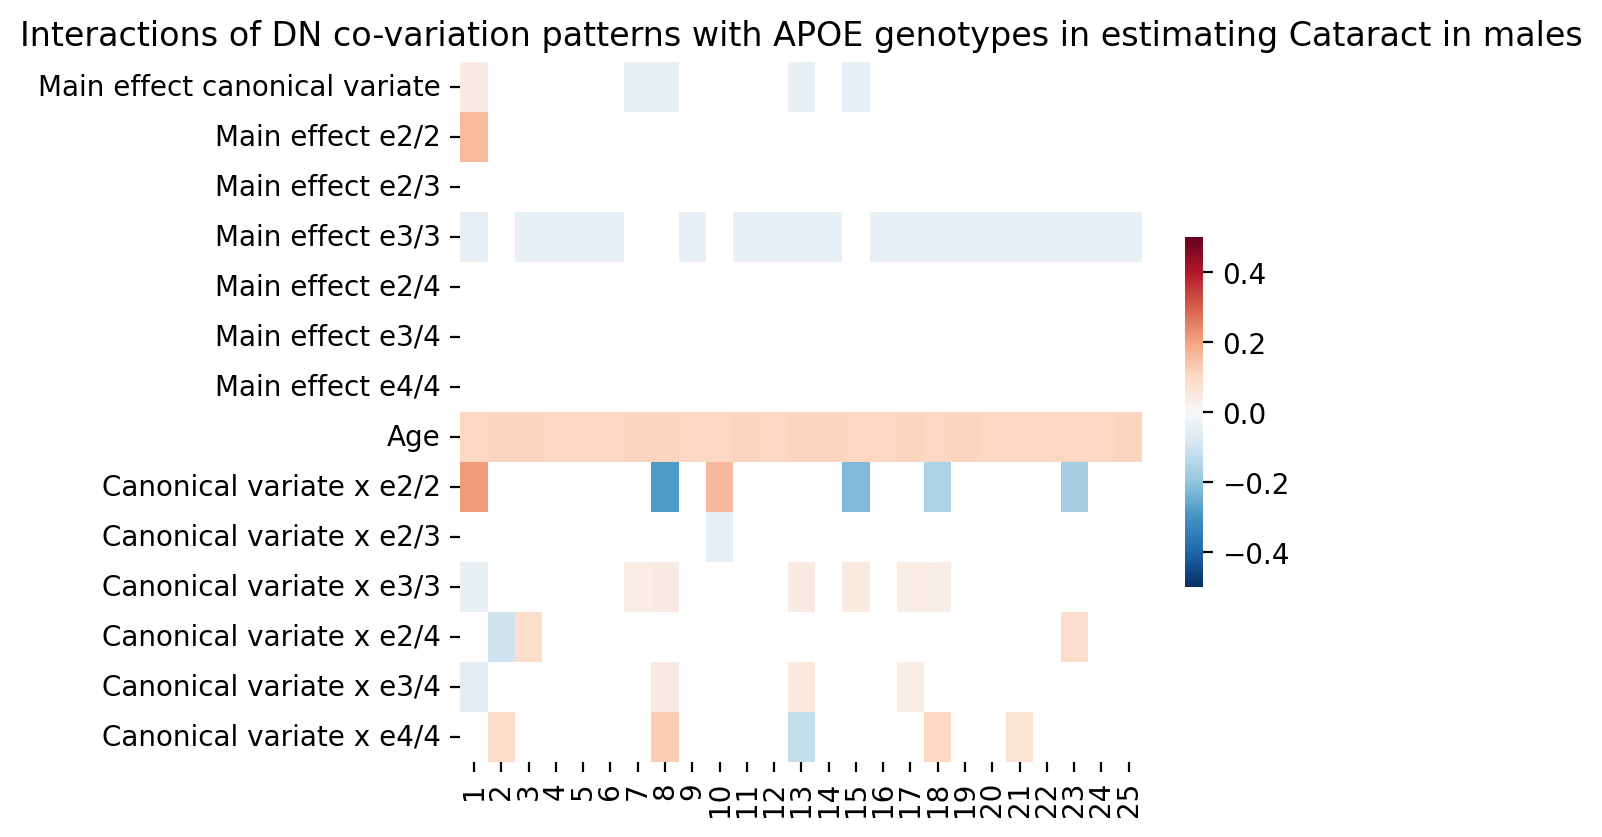 Interactions of DN co-variation patterns with APOE genotypes in estimating Cataract in males
Main effect canonical variate
Main effect e2/2
Main effect e2/3
Main effect e3/3
Main effect e2/4
Main effect e3/4
Main effect e4/4
Age
Canonical variate x e2/2
Canonical variate x e2/3
Canonical variate x e3/3
Canonical variate x e2/4
Canonical variate x e3/4
Canonical variate x e4/4
1 2 3 4 5 6 7 8 9 10 11 12 13 14 15 16 17 18 19 20 21 22 23 24 25
0.4
0.2
0.0
−0.2
−0.4